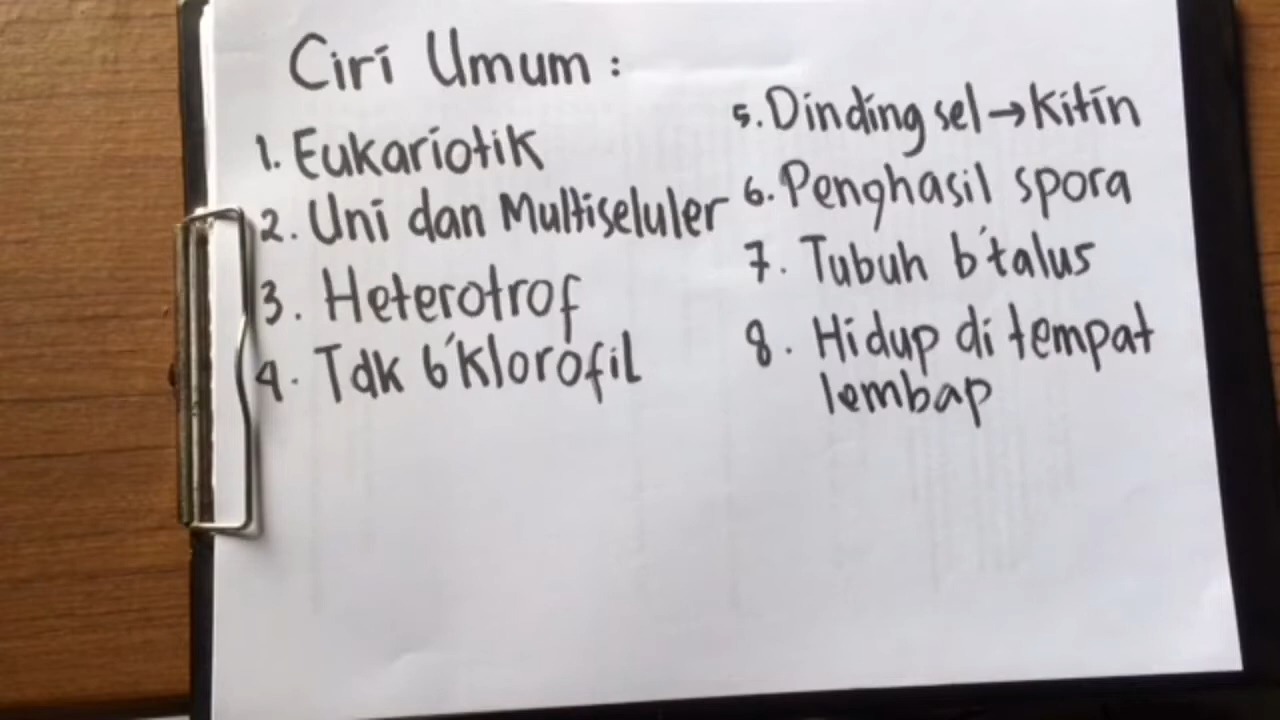 Ciri Umum :
1. Eukariotik
2. Uni dan Multiseluler
3. Heterotrof
4. Tdk b'klorofil
5. Dinding sel → Kitin
6. Penghasil spora
7. Tubuh b'talus
8. Hidup di tempat
lembap